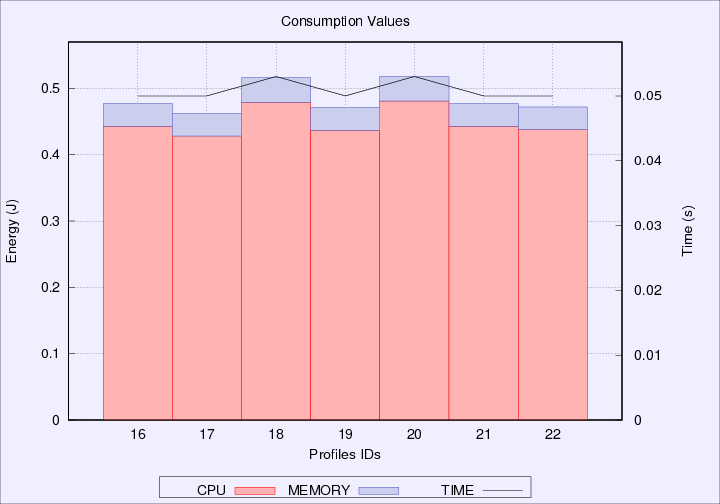 Consumption Values
0.5
0.4
0.3
0.2
0.1
0
Energy (J)
0.05
0.04
0.03
0.02
0.01
0
Time (s)
16 17 18 19 20 21 22
Profiles IDs
CPU MEMORY TIME